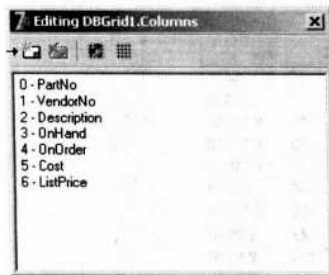 Editing DBGrid1.Columns
0 - PartNo
1 - VendorNo
2 - Description
3 - OnHand
4 - OnOrder
5 - Cost
6 - ListPrice